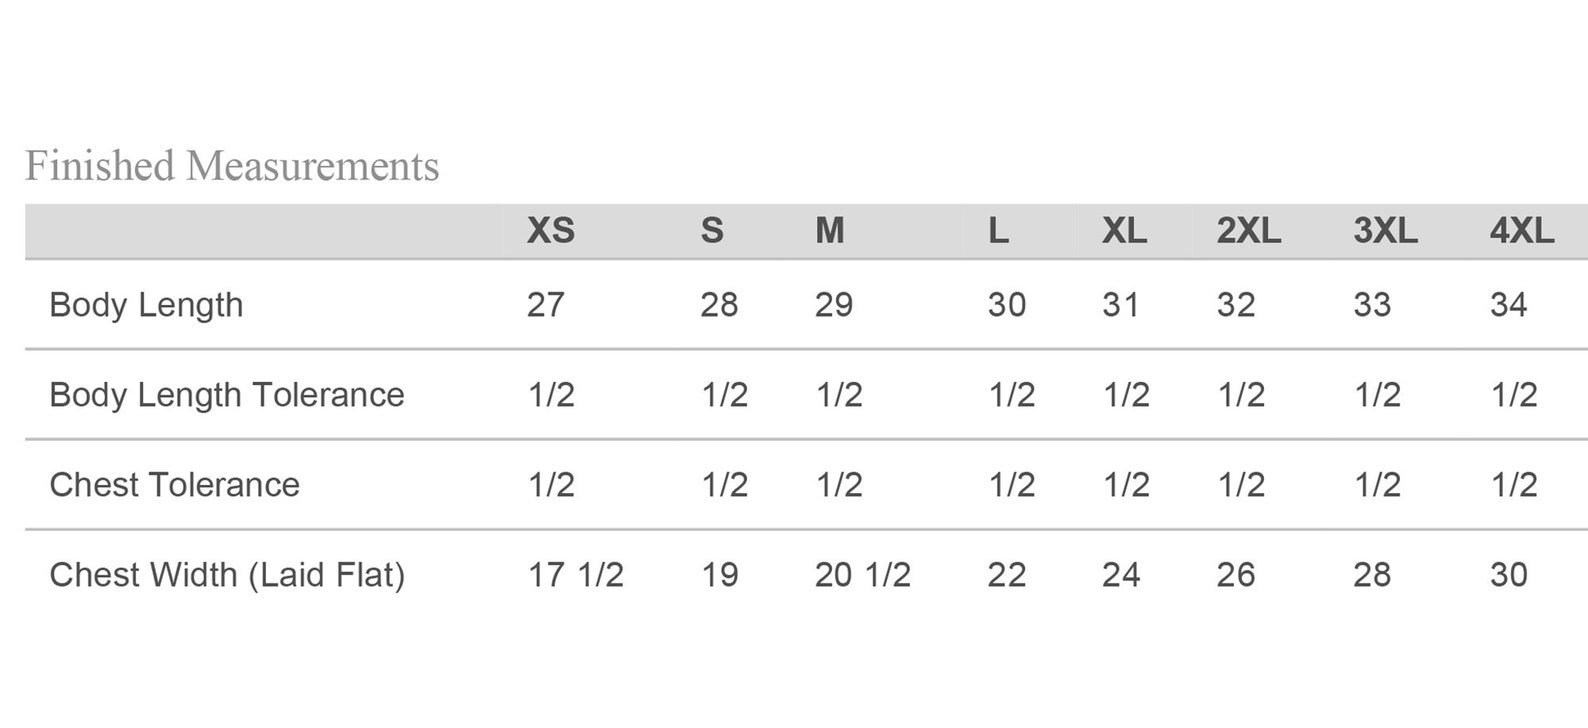 Finished Measurements
XS S M L XL 2XL 3XL 4XL
Body Length 27 28 29 30 31 32 33 34
Body Length Tolerance 1/2 1/2 1/2 1/2 1/2 1/2 1/2 1/2
Chest Tolerance 1/2 1/2 1/2 1/2 1/2 1/2 1/2 1/2
Chest Width (Laid Flat) 17 1/2 19 20 1/2 22 24 26 28 30